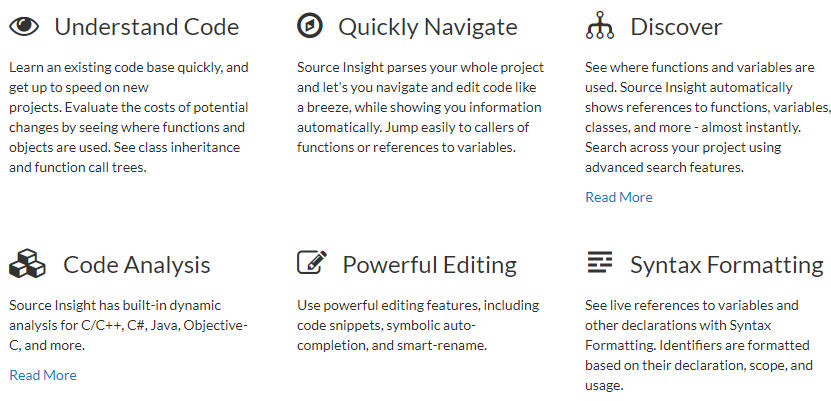 Understand Code
Learn an existing code base quickly, and
get up to speed on new
projects. Evaluate the costs of potential
changes by seeing where functions and
objects are used. See class inheritance
and function call trees.
Quickly Navigate
Source Insight parses your whole project
and let's you navigate and edit code like
a breeze, while showing you information
automatically. Jump easily to callers of
functions or references to variables.
Discover
See where functions and variables are
used. Source Insight automatically
shows references to functions, variables,
classes, and more - almost instantly.
Search across your project using
advanced search features.
Read More
Code Analysis
Source Insight has built-in dynamic
analysis for C/C++, C#, Java, Objective-
C, and more.
Read More
Powerful Editing
Use powerful editing features, including
code snippets, symbolic auto-
completion, and smart-rename.
Syntax Formatting
See live references to variables and
other declarations with Syntax
Formatting. Identifiers are formatted
based on their declaration, scope, and
usage.